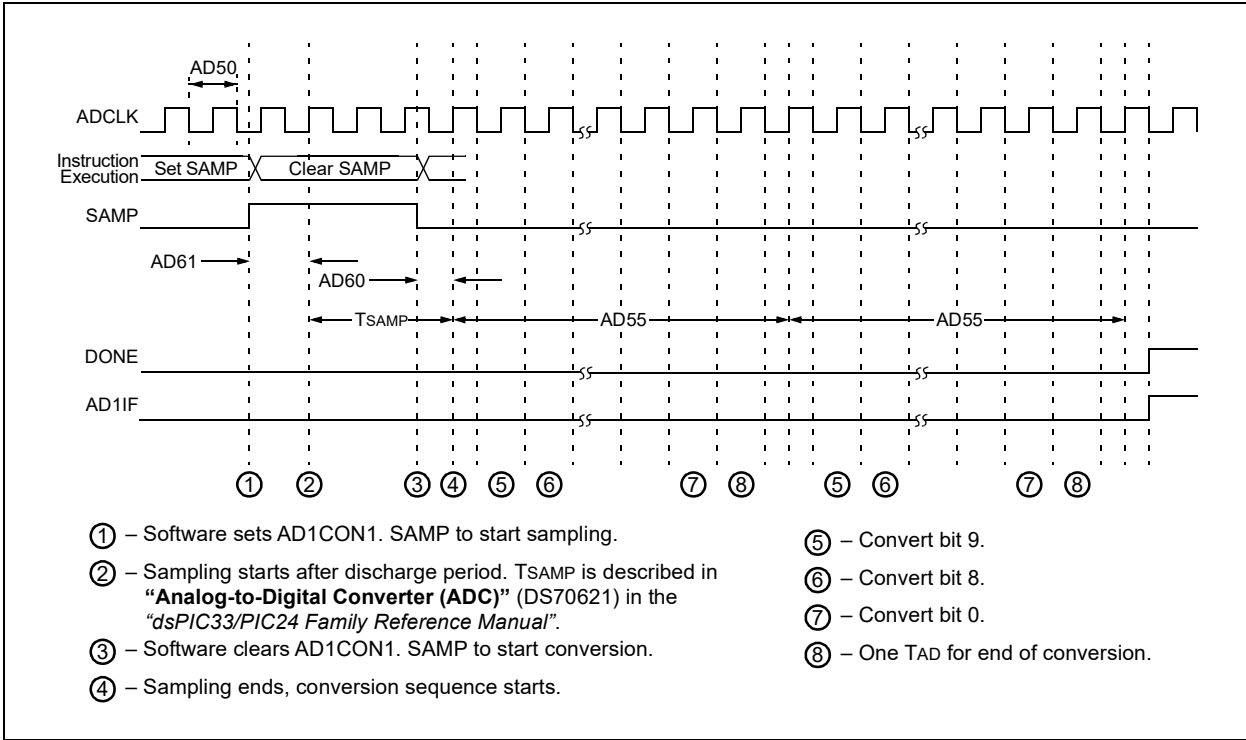 AD50
ADCLK
Instruction
Execution
Set SAMP
Clear SAMP
SAMP
AD61
AD60
TSAMP
AD55
AD55
DONE
AD1IF
1 2 3 4 5 6 7 8 5 6 7 8
1 – Software sets AD1CON1. SAMP to start sampling.
2 – Sampling starts after discharge period. TSAMP is described in
“Analog-to-Digital Converter (ADC)” (DS70621) in the
“dsPIC33/PIC24 Family Reference Manual”.
3 – Software clears AD1CON1. SAMP to start conversion.
4 – Sampling ends, conversion sequence starts.
5 – Convert bit 9.
6 – Convert bit 8.
7 – Convert bit 0.
8 – One TAD for end of conversion.